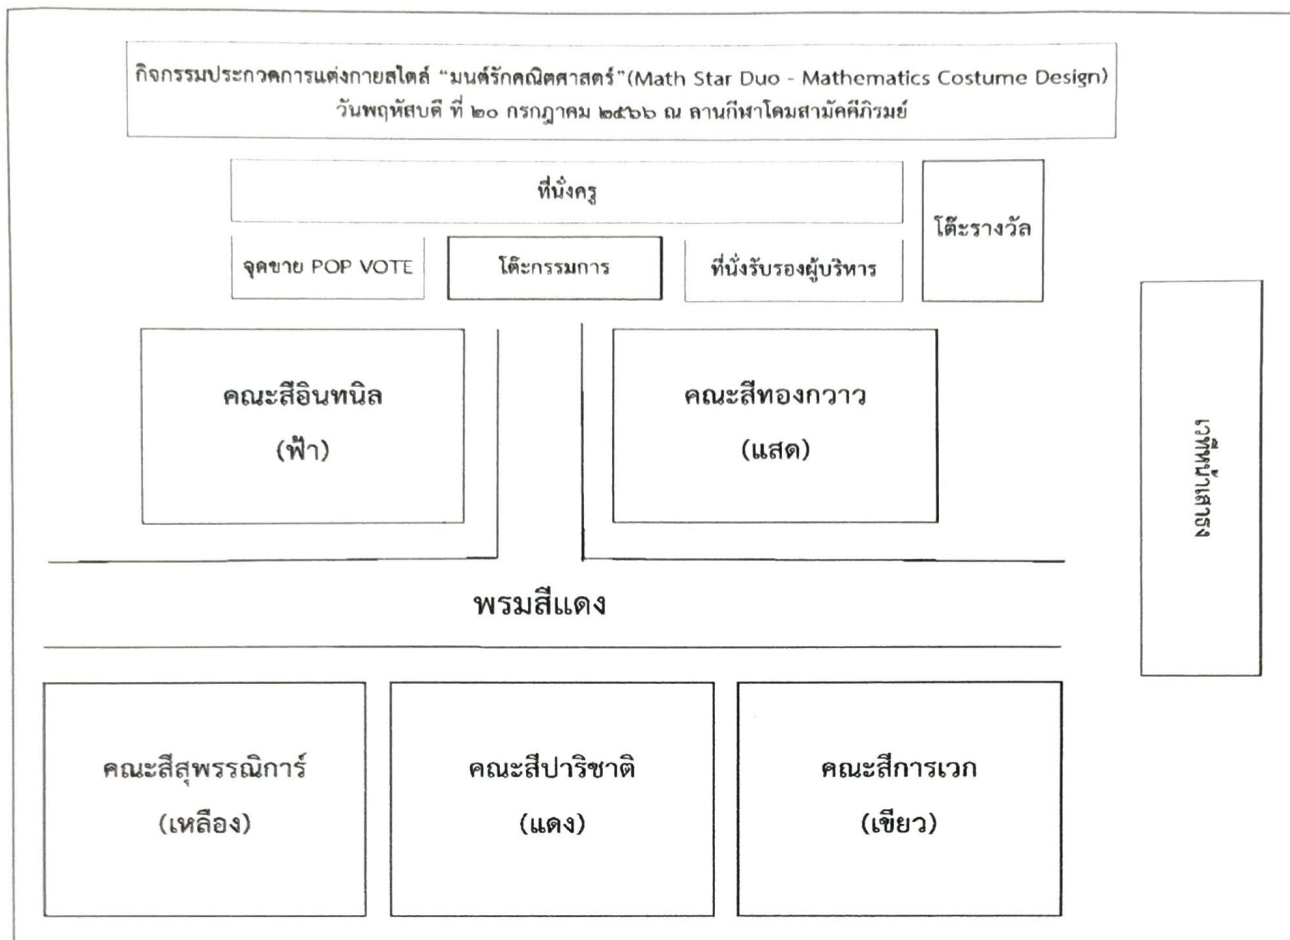 กิจกรรมประกวดการแต่งกายสไตล์ “มนต์รักคณิตศาสตร์”(Math Star Duo - Mathematics Costume Design)
วันพฤหัสบดี ที่ ๒๐ กรกฎาคม ๒๕๖๖ ณ ลานกีฬาโดมสามัคคีภิรมย์
ที่นั่งครู
โต๊ะรางวัล
จุดขาย POP VOTE
โต๊ะกรรมการ
ที่นั่งรับรองผู้บริหาร
คณะสีอินทนิล
(ฟ้า)
คณะสีทองกวาว
(แสด)
เวทีหน้าเสาธง
พรมสีแดง
คณะสีสุพรรณิการ์
(เหลือง)
คณะสีปาริชาติ
(แดง)
คณะสีการเวก
(เขียว)